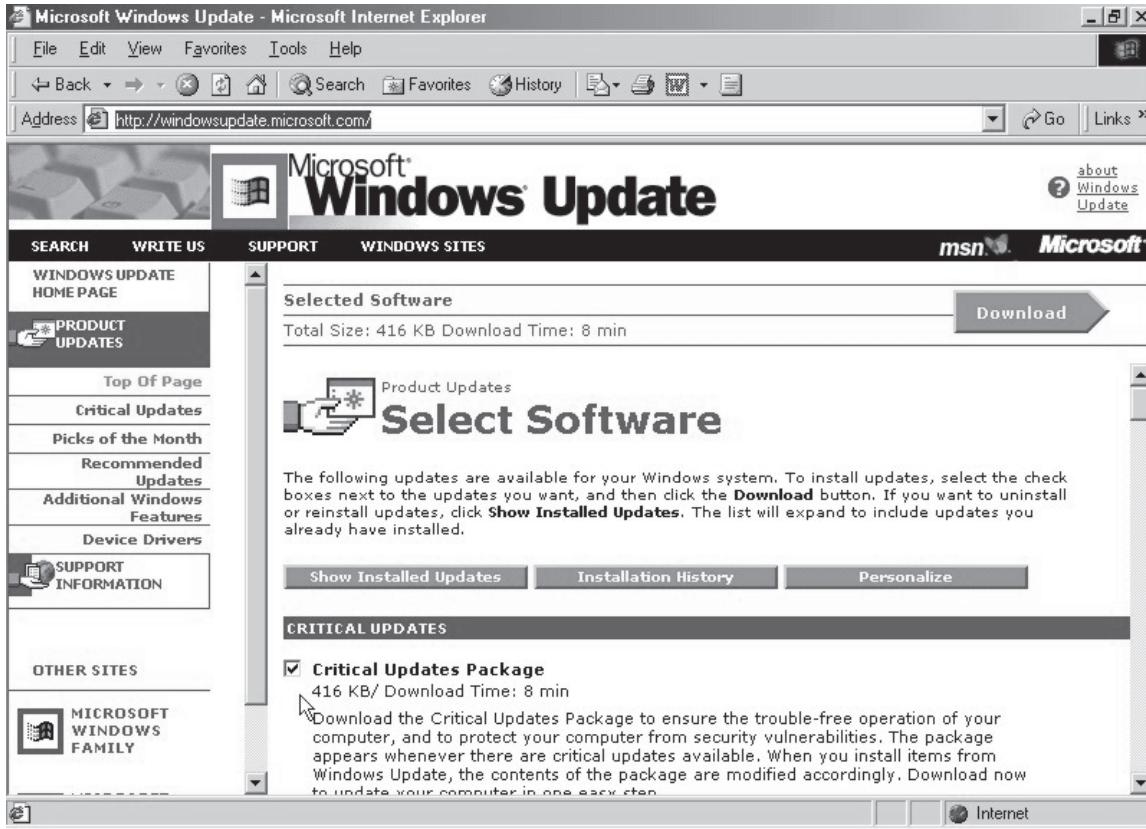 Microsoft Windows Update - Microsoft Internet Explorer
File Edit View Favorites Tools Help
Back Search Favorites History
Address http://windowsupdate.microsoft.com/ Go Links »
Microsoft®
Windows® Update
about
Windows
Update
SEARCH WRITE US SUPPORT WINDOWS SITES msn Microsoft
WINDOWS UPDATE
HOME PAGE
PRODUCT
UPDATES
Top Of Page
Critical Updates
Picks of the Month
Recommended
Updates
Additional Windows
Features
Device Drivers
SUPPORT
INFORMATION
OTHER SITES
MICROSOFT
WINDOWS
FAMILY
Selected Software
Total Size: 416 KB Download Time: 8 min
Download
Product Updates
Select Software
The following updates are available for your Windows system. To install updates, select the check
boxes next to the updates you want, and then click the Download button. If you want to uninstall
or reinstall updates, click Show Installed Updates. The list will expand to include updates you
already have installed.
Show Installed Updates Installation History Personalize
CRITICAL UPDATES
Critical Updates Package
416 KB/ Download Time: 8 min
Download the Critical Updates Package to ensure the trouble-free operation of your
computer, and to protect your computer from security vulnerabilities. The package
appears whenever there are critical updates available. When you install items from
Windows Update, the contents of the package are modified accordingly. Download now
to update your computer in one easy step
Internet